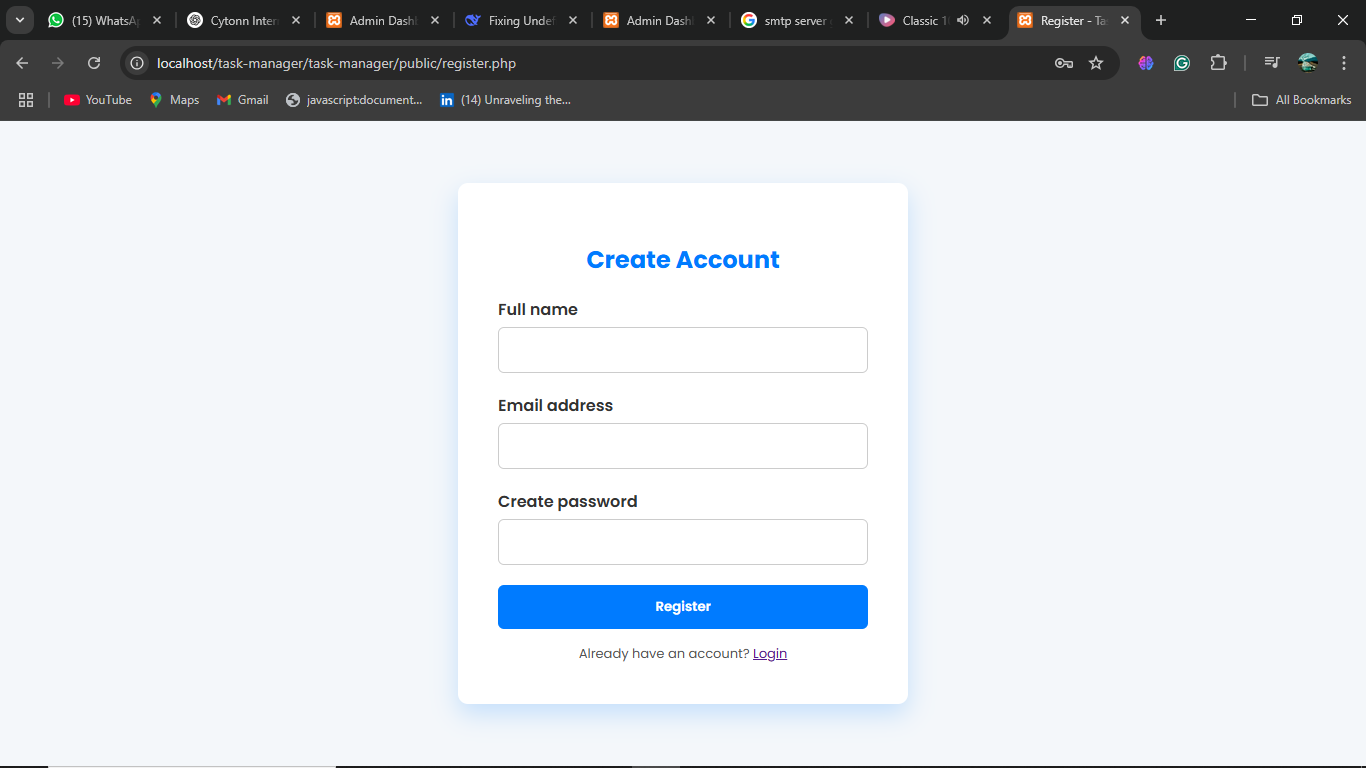 (15) WhatsAp
Cytonn Inter
Admin Dashb
Fixing Undef
Admin Dashb
smtp server
Classic 1
Register - Ta
localhost/task-manager/task-manager/public/register.php
YouTube
Maps
Gmail
javascript:document...
(14) Unraveling the...
All Bookmarks
Create Account
Full name
Email address
Create password
Register
Already have an account? Login